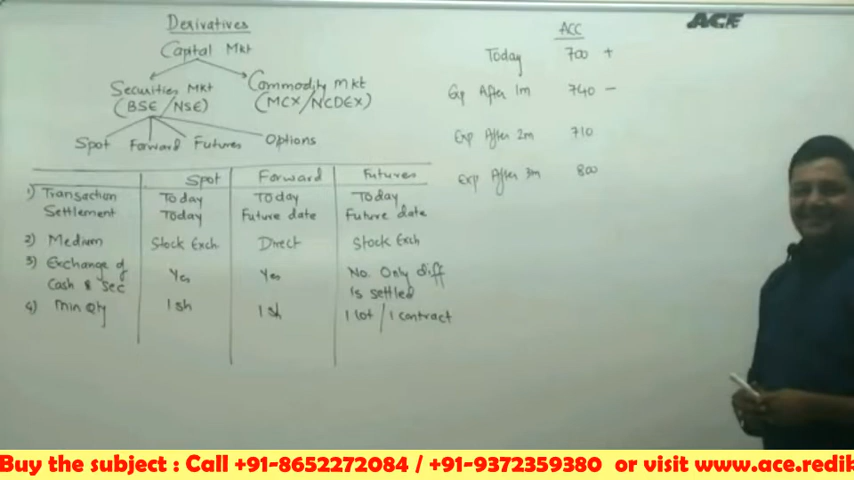 Derivatives
Capital Mkt
Securities Mkt
(BSE / NSE)
Commodity mkt
(MCX/NCDEX)
Spot Forward Futures Options
Spot Forward Futures
1) Transaction Today Today Today
Settlement Today Future date Future date
2) Medium Stock Exch Direct Stock Exch
3) Exchange of
Cash & Sec Yes Yes No. Only diff
is settled
4) Min Qty 1 sh 1 sh 1 lot / 1 contract
ACC
Today 700 +
Exp After 1m 740 -
Exp After 2m 710
Exp After 3m 800
ACE
Buy the subject : Call +91-8652272084 / +91-9372359380 or visit www.ace.redik